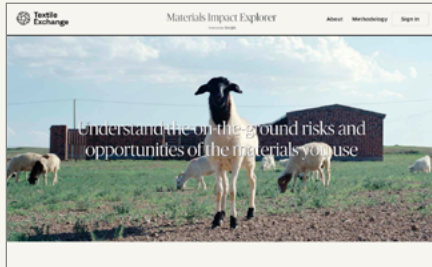 Textile
Exchange
Materials Impact Explorer
About
Methodology
Sign in
Understand the on-the-ground risks and
opportunities of the materials you use